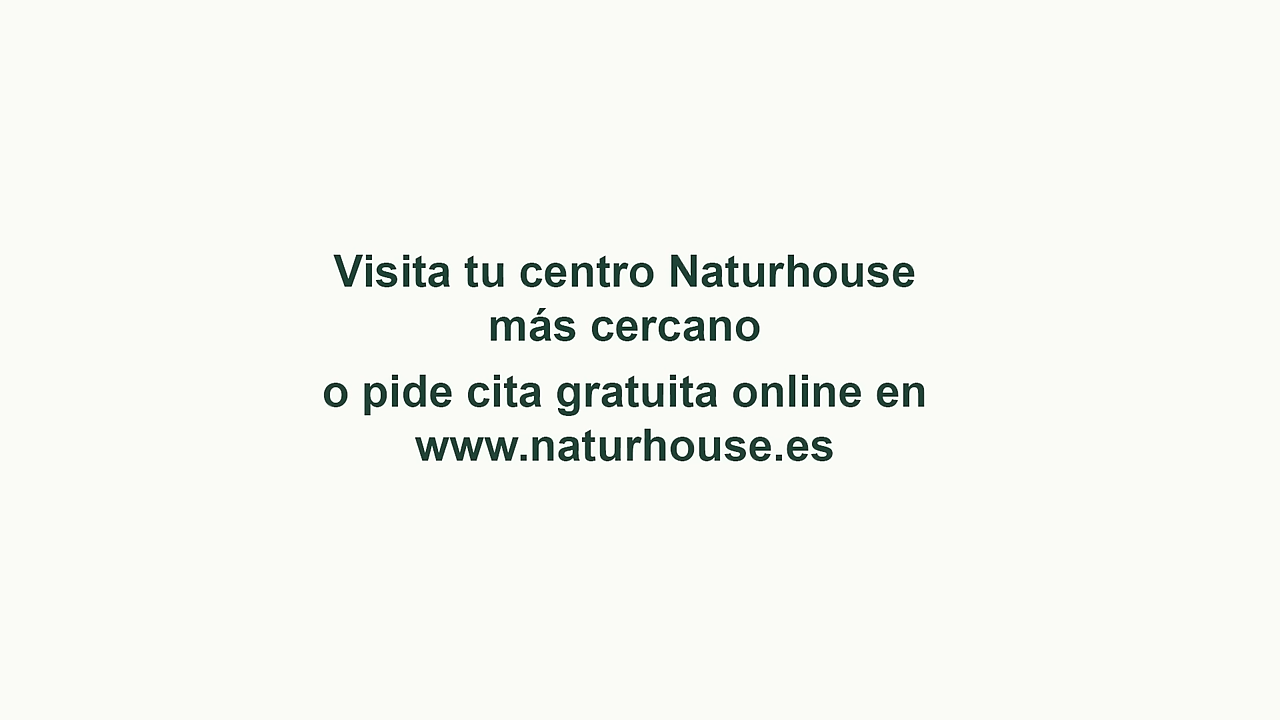 Visita tu centro Naturhouse
más cercano
o pide cita gratuita online en
www.naturhouse.es